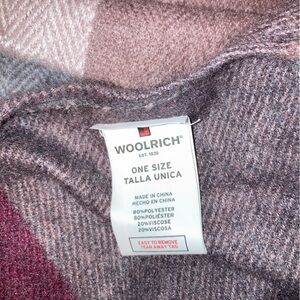 WOOLRICH®
EST. 1830
ONE SIZE
TALLA UNICA
MADE IN CHINA
HECHO EN CHINA
80%POLYESTER
80%POLIÉSTER
20%VISCOSE
20%VISCOSA
EASY TO REMOVE
TEAR AWAY TAG